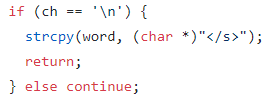 if (ch == '\n') {
strcpy(word, (char *)"</s>");
return;
} else continue;